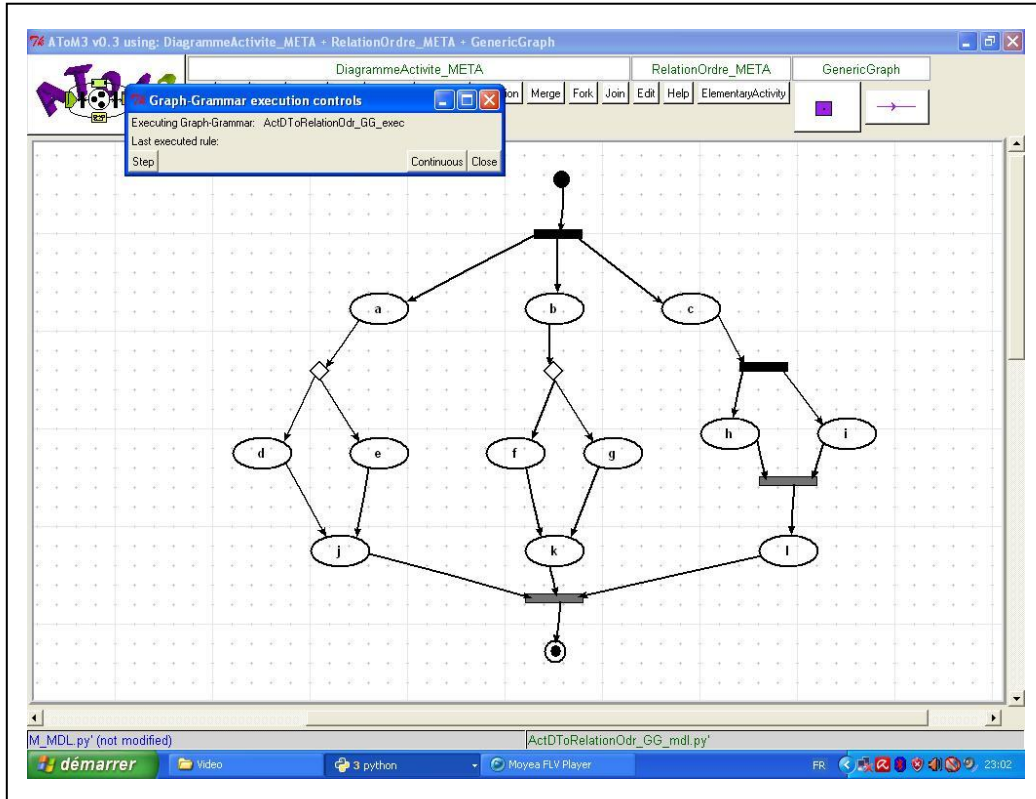 AToM3 v0.3 using: DiagrammeActivite_META + RelationOrdre_META + GenericGraph
DiagrammeActivite_META
RelationOrdre_META
GenericGraph
Merge Fork Join Edit Help ElementaryActivity
Graph-Grammar execution controls
Executing Graph-Grammar: ActDToRelationOdr_GG_exec
Last executed rule:
Step Continuous Close
a b c
d e f g h i
j k l
M_MDL.py' (not modified)
ActDToRelationOdr_GG_mdl.py'
démarrer Video 3 python Moyea FLV Player FR 23:02